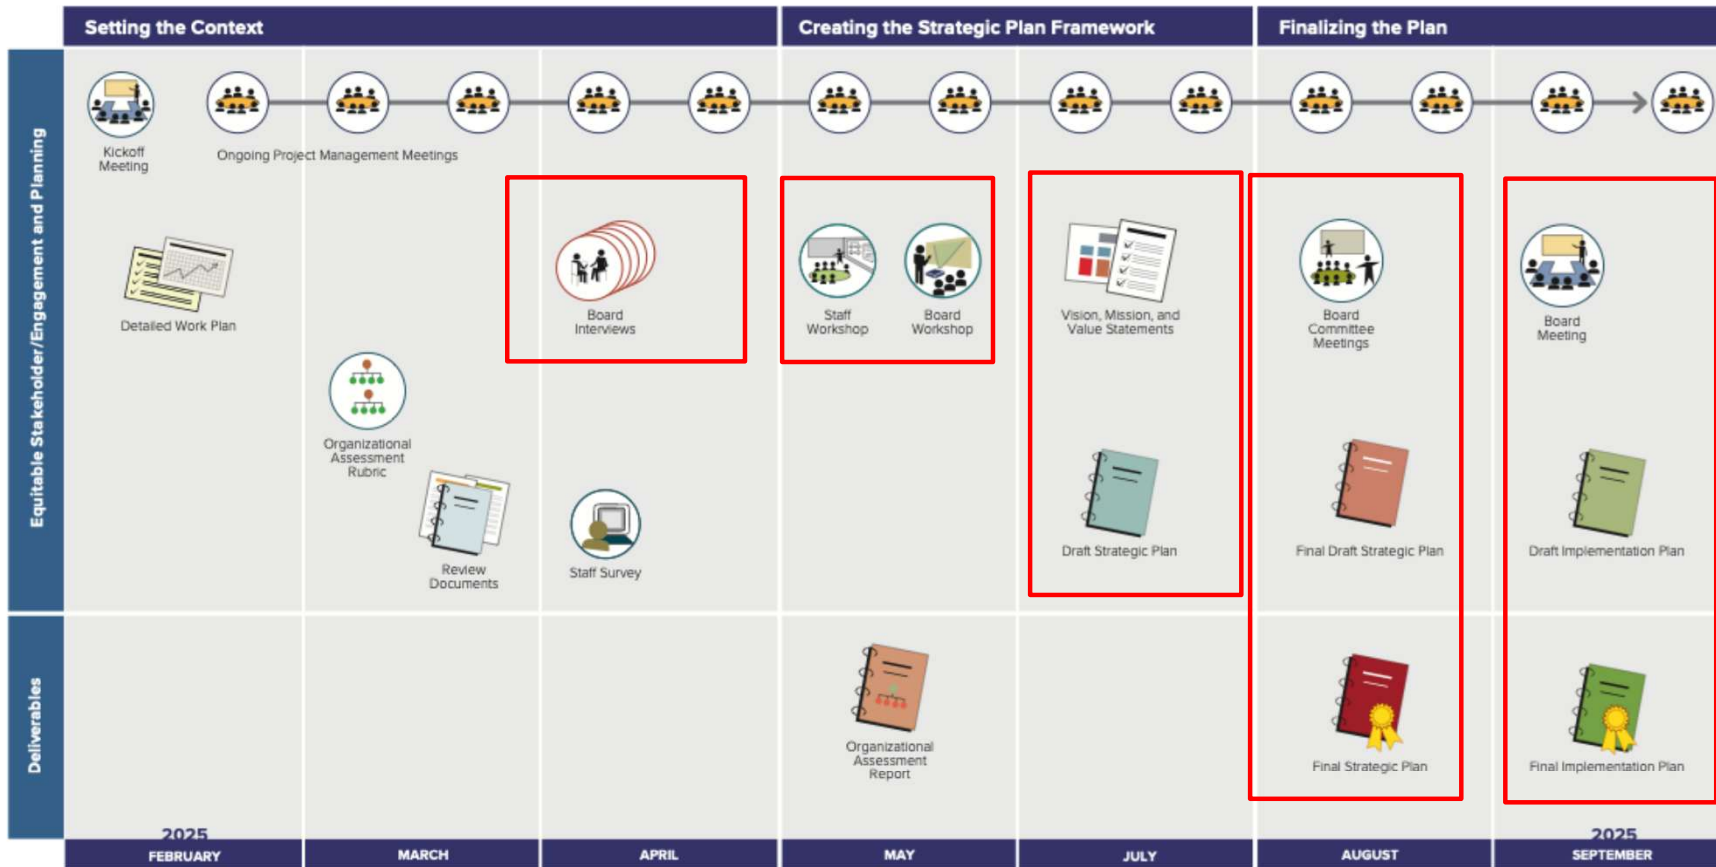 Setting the Context
Creating the Strategic Plan Framework
Finalizing the Plan
Equitable Stakeholder/Engagement and Planning
Kickoff
Meeting
Ongoing Project Management Meetings
Detailed Work Plan
Board
Interviews
Staff
Workshop
Board
Workshop
Vision, Mission, and
Value Statements
Board
Committee
Meetings
Board
Meeting
Organizational
Assessment
Rubric
Review
Documents
Staff Survey
Draft Strategic Plan
Final Draft Strategic Plan
Draft Implementation Plan
Deliverables
Organizational
Assessment
Report
Final Strategic Plan
Final Implementation Plan
2025
2025
FEBRUARY
MARCH
APRIL
MAY
JULY
AUGUST
SEPTEMBER